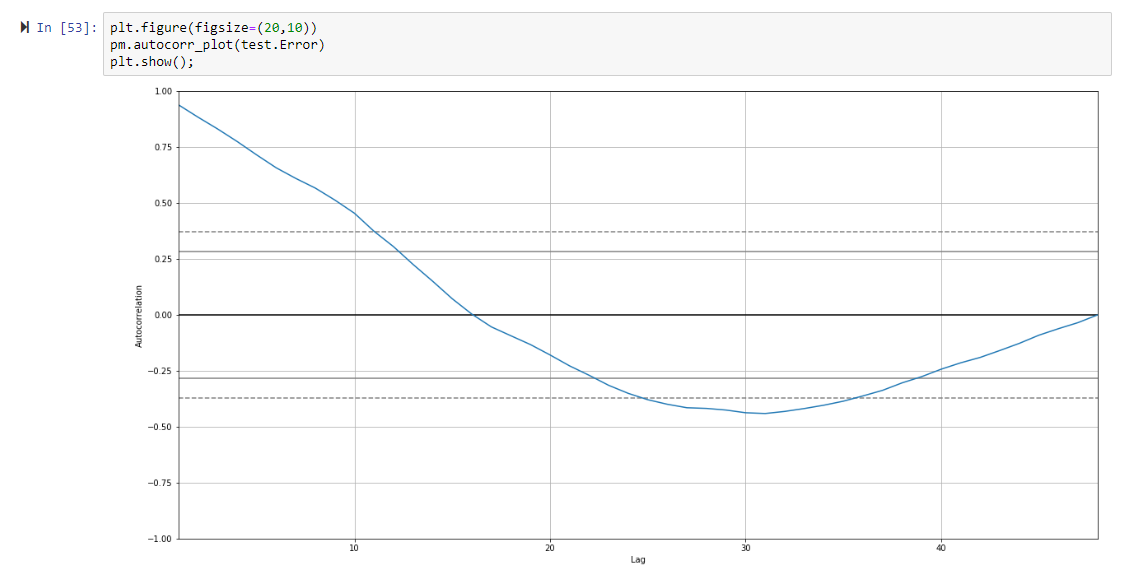 In [53]: plt.figure(figsize=(20,10))
pm.autocorr_plot(test.Error)
plt.show();
1.00
0.75
0.50
0.25
0.00
−0.25
−0.50
−0.75
−1.00
Autocorrelation
10 20 30 40
Lag